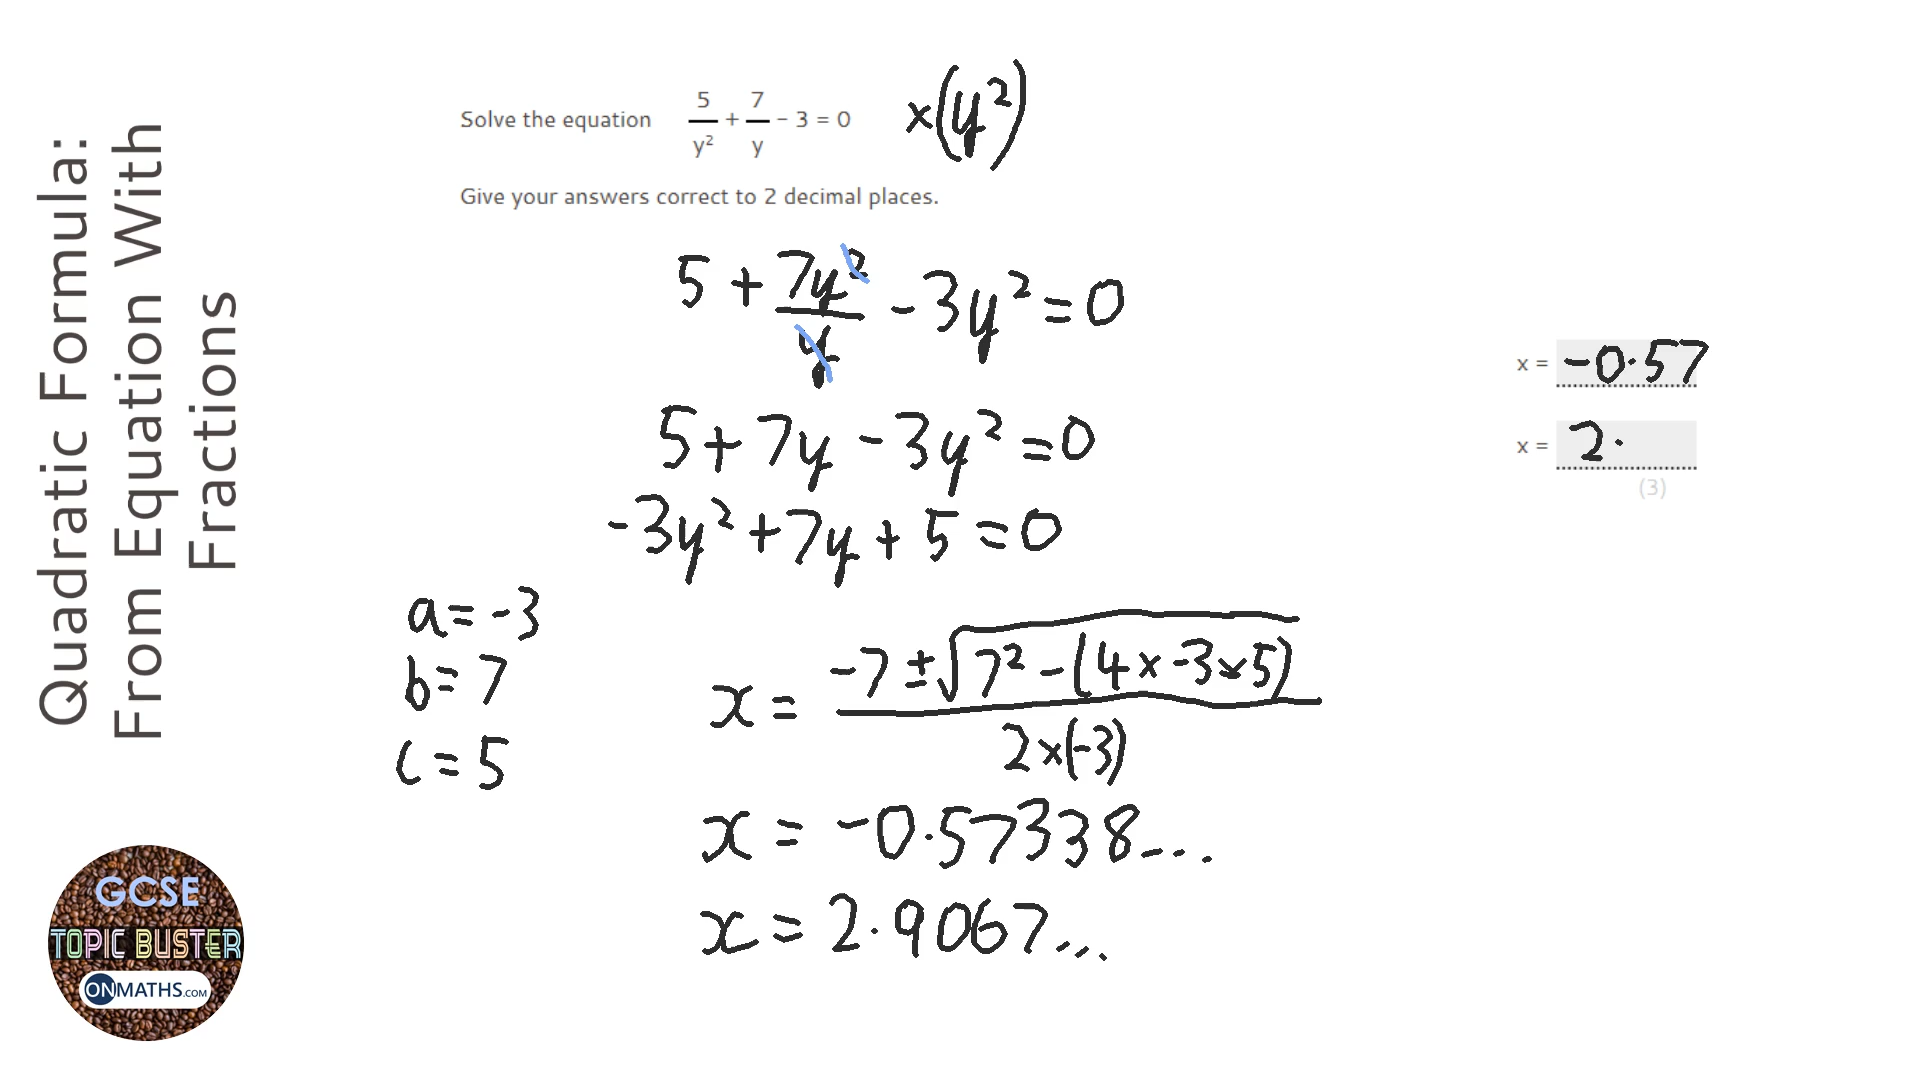 Quadratic Formula:
From Equation With
Fractions
Solve the equation 5/y² + 7/y - 3 = 0 ×(y²)
Give your answers correct to 2 decimal places.
5 + 7y²/y - 3y² = 0
5 + 7y - 3y² = 0
-3y² + 7y + 5 = 0
a = -3
b = 7
c = 5
x = (-7 ± √(7² - (4 × -3 × 5)))/(2 × (-3))
x = -0.57338...
x = 2.9067...
x = -0.57
x = 2.
(3)
GCSE
TOPIC BUSTER
ONMATHS.COM